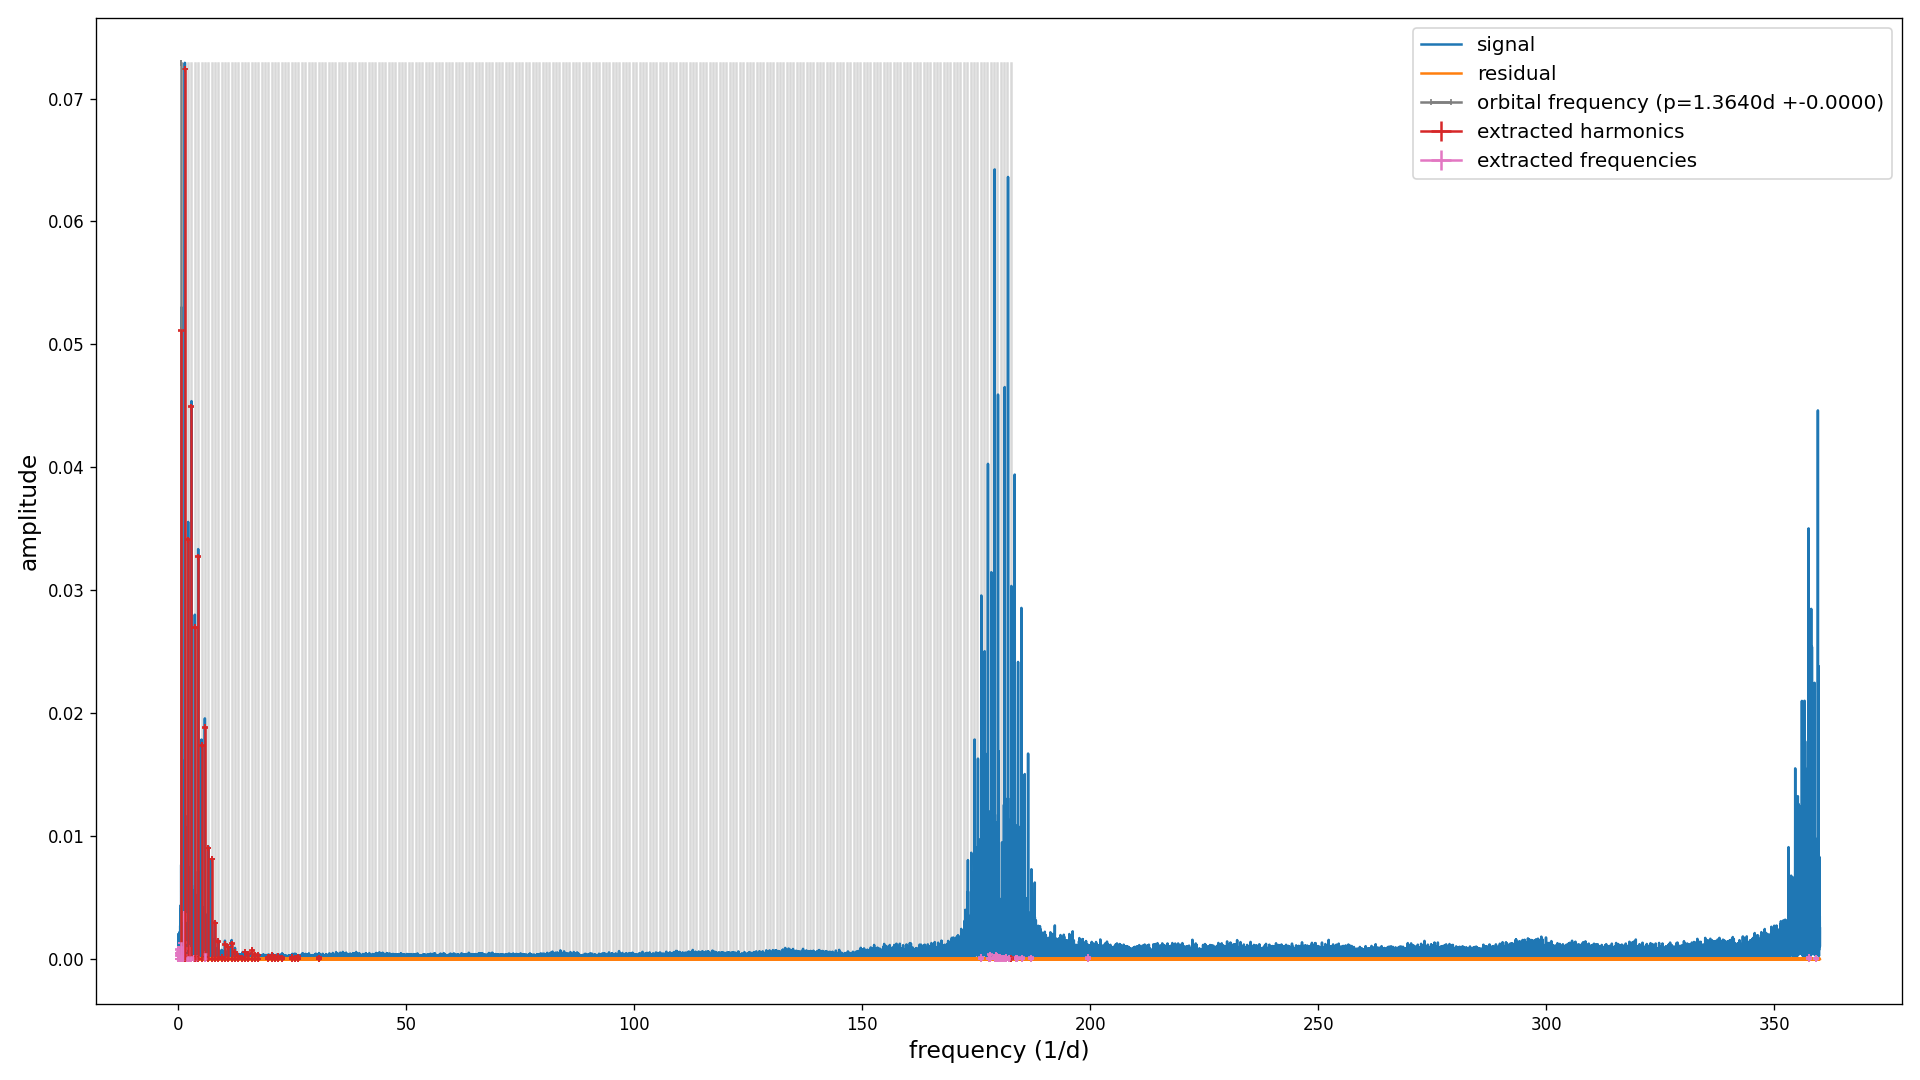 signal
residual
orbital frequency (p=1.3640d +-0.0000)
extracted harmonics
extracted frequencies
0.07
0.06
0.05
0.04
0.03
0.02
0.01
0.00
amplitude
0 50 100 150 200 250 300 350
frequency (1/d)